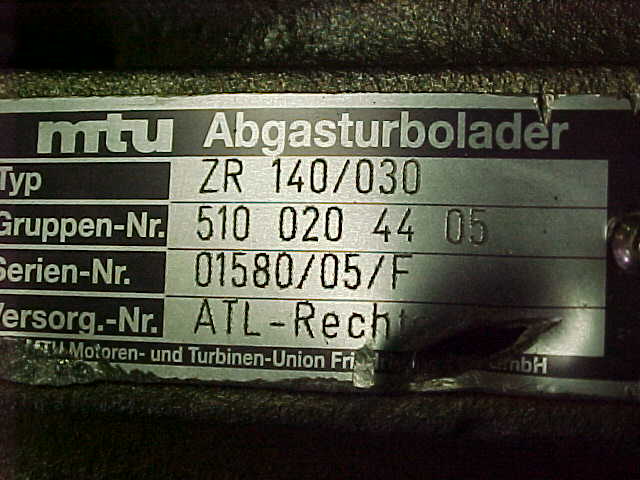 mtu Abgasturbolader
Typ ZR 140/030
Gruppen-Nr. 510 020 44 05
Serien-Nr. 01580/05/F
Versorg.-Nr. ATL-Recht
MTU Motoren- und Turbinen-Union Fri mbH